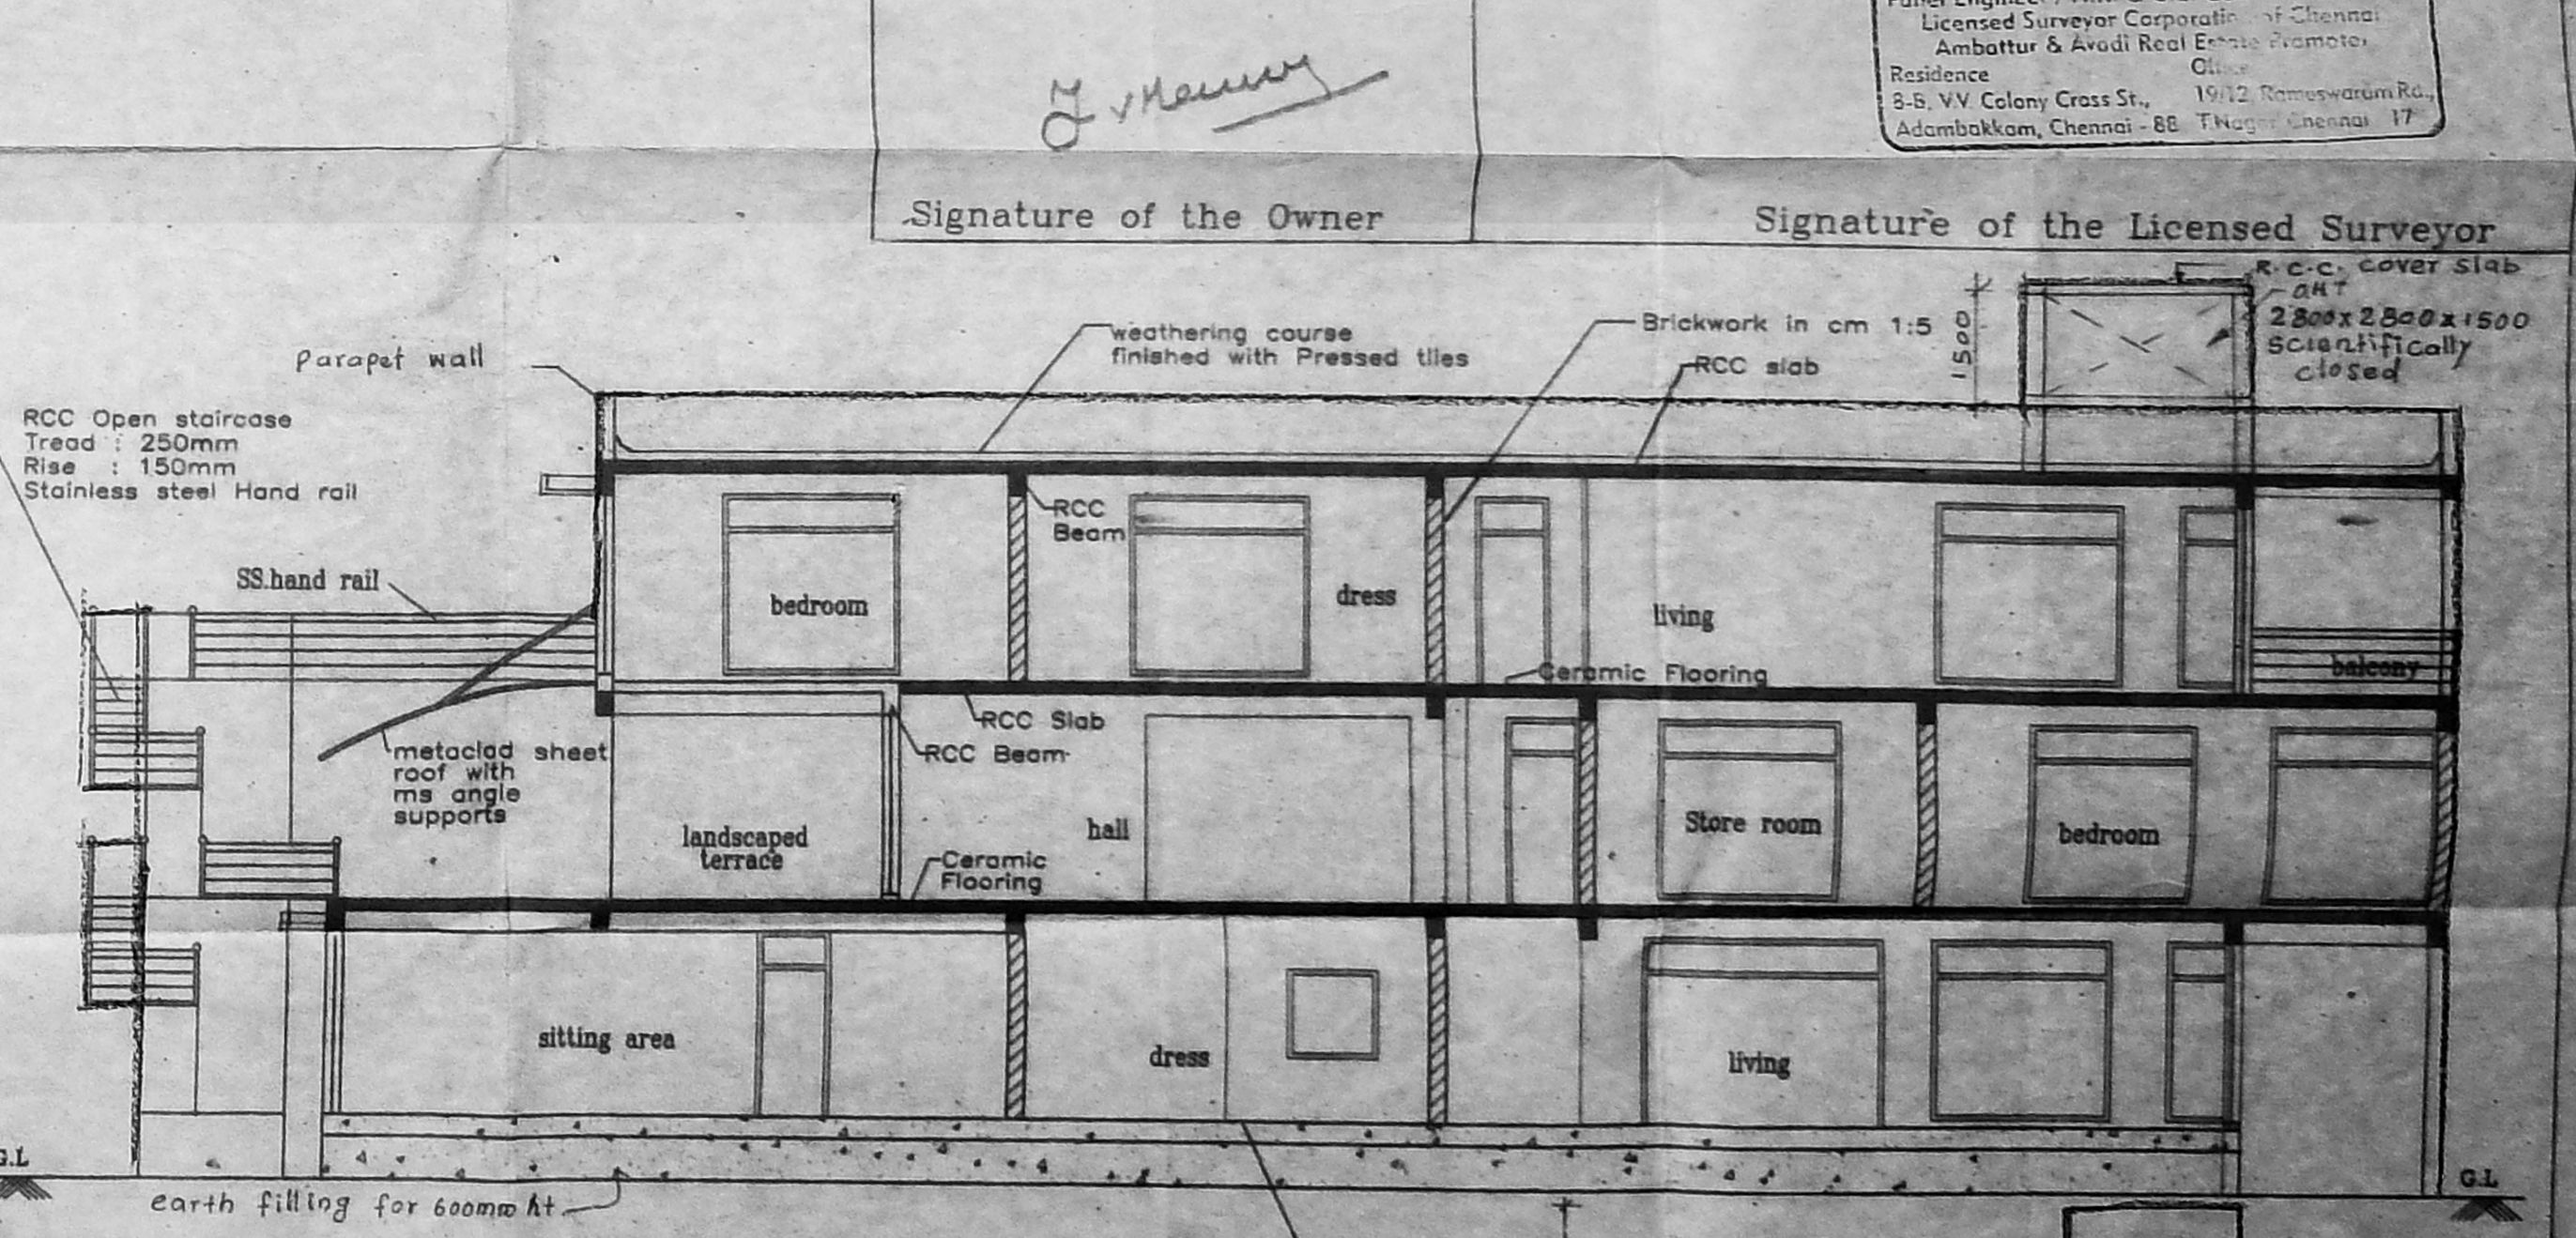 Licensed Surveyor Corporation of Chennai
Ambattur & Avadi Real Estate Promoter
Residence
8-B, V.V. Colony Cross St.,
Adambakkam, Chennai - 88
19/12, Rameswaram Rd.,
T.Nagar Chennai 17
Signature of the Owner
Signature of the Licensed Surveyor
R.C.C. cover slab
OHT
2800x2800x1500
scientifically
closed
1500
Brickwork in cm 1:5
RCC slab
weathering course
finished with Pressed tiles
Parapet wall
RCC Open staircase
Tread : 250mm
Rise : 150mm
Stainless steel Hand rail
SS.hand rail
RCC
Beam
bedroom
dress
living
Ceramic Flooring
balcony
RCC Slab
RCC Beam
metaclad sheet
roof with
ms angle
supports
landscaped
terrace
hall
Ceramic
Flooring
Store room
bedroom
sitting area
dress
living
G.L
G.L
earth filling for 600mm ht